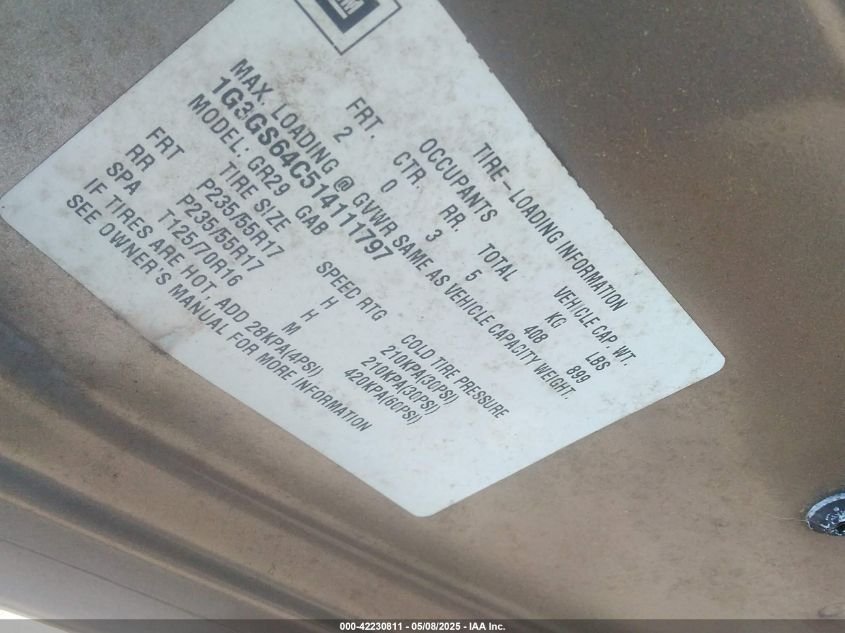 GM
TIRE-LOADING INFORMATION
OCCUPANTS VEHICLE CAP. WT.
FRT. CTR. RR. TOTAL KG LBS
2 0 3 5 408 899
MAX. LOADING @ GVWR SAME AS VEHICLE CAPACITY WEIGHT.
1G3GS64C514111797
MODEL: GR29 GAB
TIRE SIZE SPEED RTG COLD TIRE PRESSURE
FRT P235/55R17 H 210KPA(30PSI)
RR P235/55R17 H 210KPA(30PSI)
SPA T125/70R16 M 420KPA(60PSI)
IF TIRES ARE HOT, ADD 28KPA(4PSI)
SEE OWNER'S MANUAL FOR MORE INFORMATION
000-42230811 - 05/08/2025 - IAA Inc.